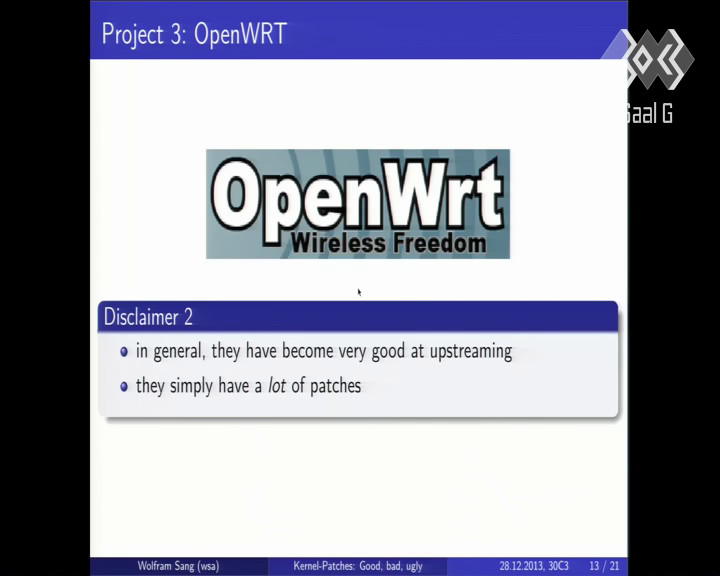 Project 3: OpenWRT
Saal G
OpenWrt
Wireless Freedom
Disclaimer 2
in general, they have become very good at upstreaming
they simply have a lot of patches
Wolfram Sang (wsa) Kernel-Patches: Good, bad, ugly 28.12.2013, 30C3 13 / 21